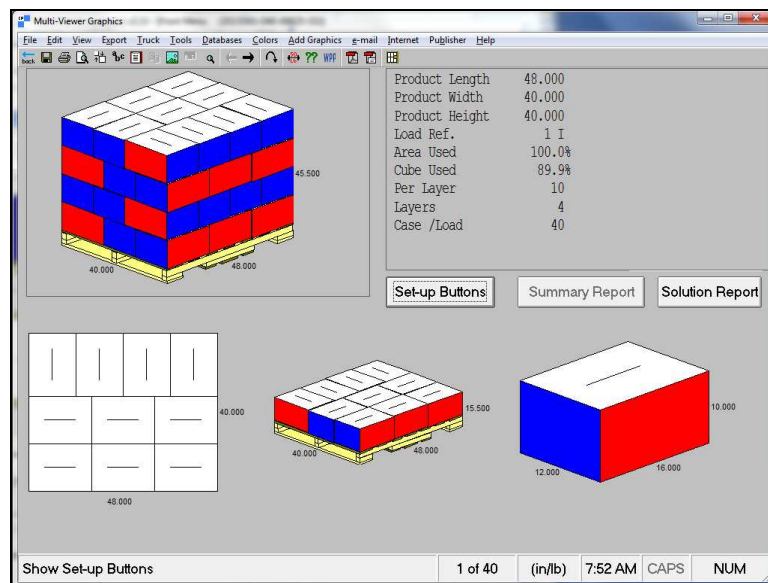 Multi-Viewer Graphics
File Edit View Export Truck Tools Databases Colors Add Graphics e-mail Internet Publisher Help
back ?? WPF
45.500
40.000 48.000
Product Length 48.000
Product Width 40.000
Product Height 40.000
Load Ref. 1 I
Area Used 100.0%
Cube Used 89.9%
Per Layer 10
Layers 4
Case /Load 40
Set-up Buttons Summary Report Solution Report
40.000
48.000
15.500
40.000 48.000
10.000
12.000 16.000
Show Set-up Buttons 1 of 40 (in/lb) 7:52 AM CAPS NUM